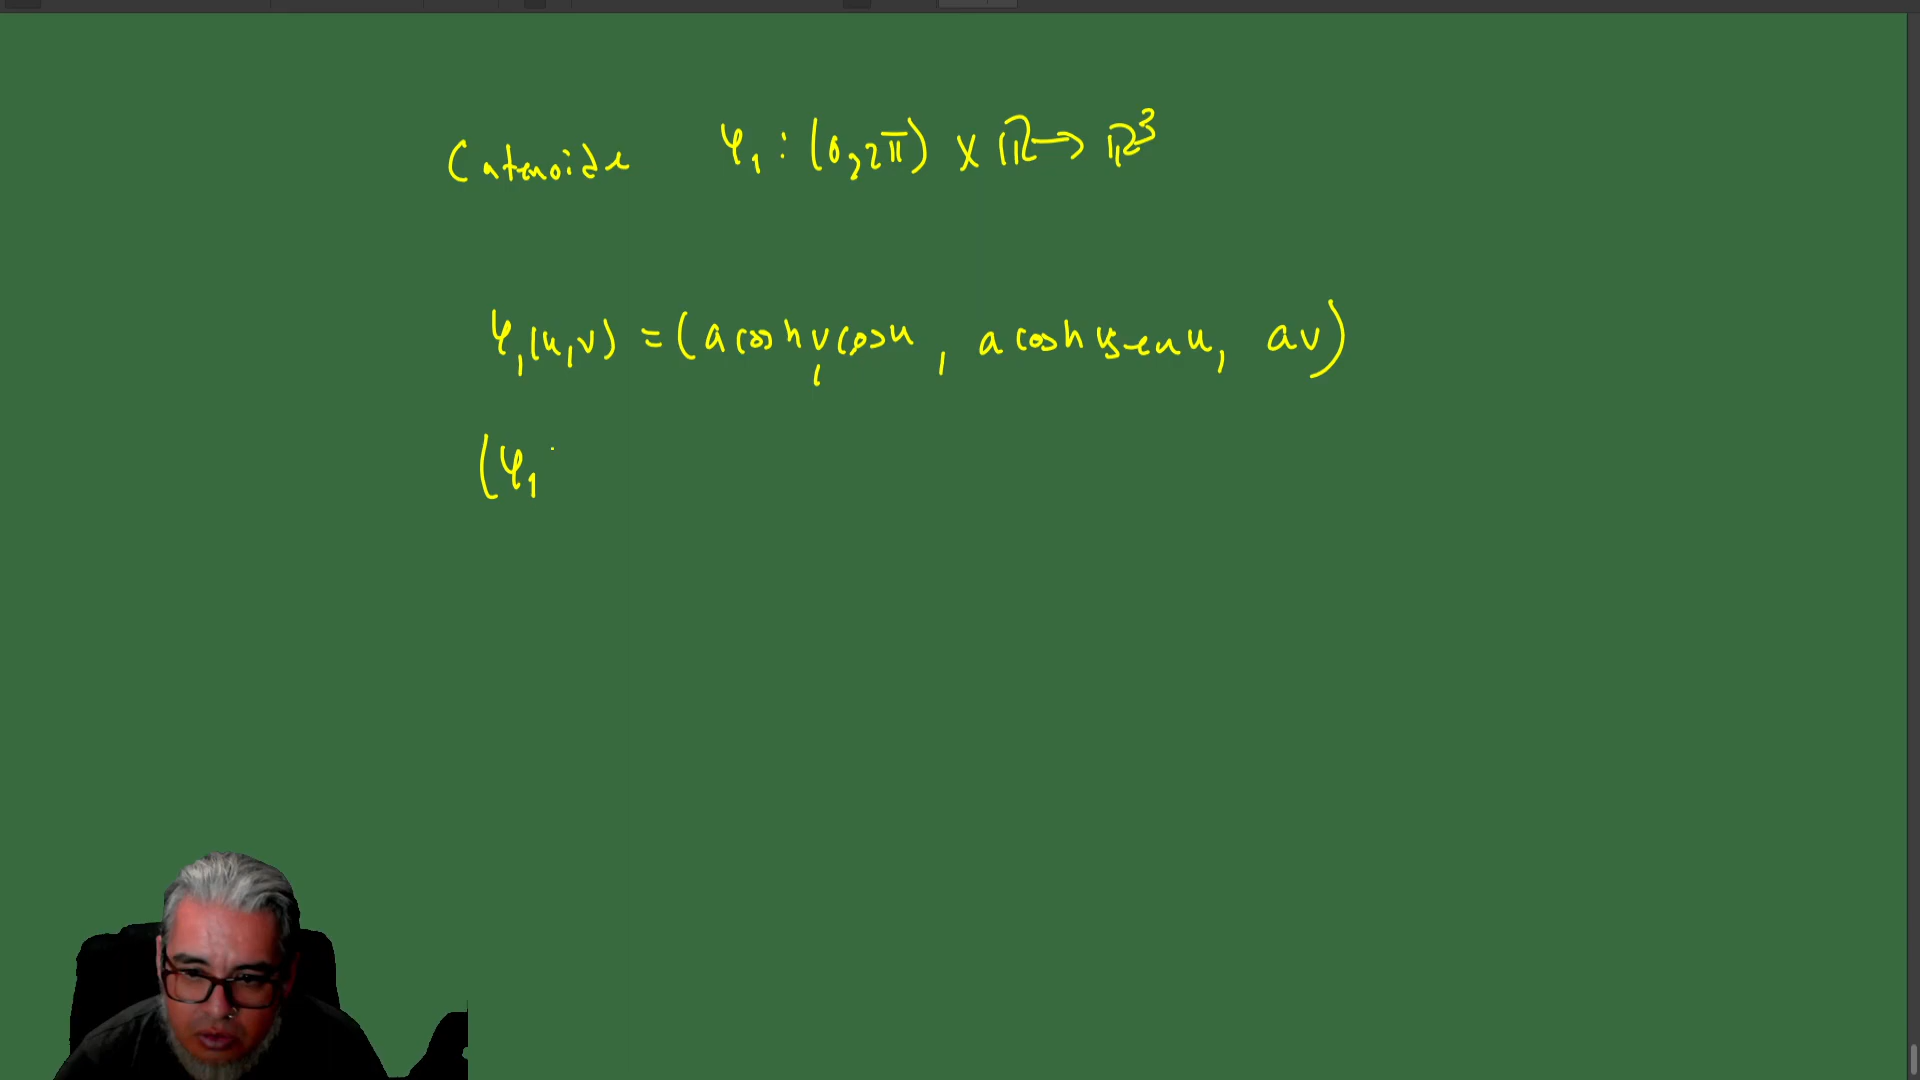 Catenoide φ₁ : (0, 2π) × ℝ → ℝ³
φ₁(u,v) = (a cosh v cos u, a cosh v sen u, av)
(φ₁